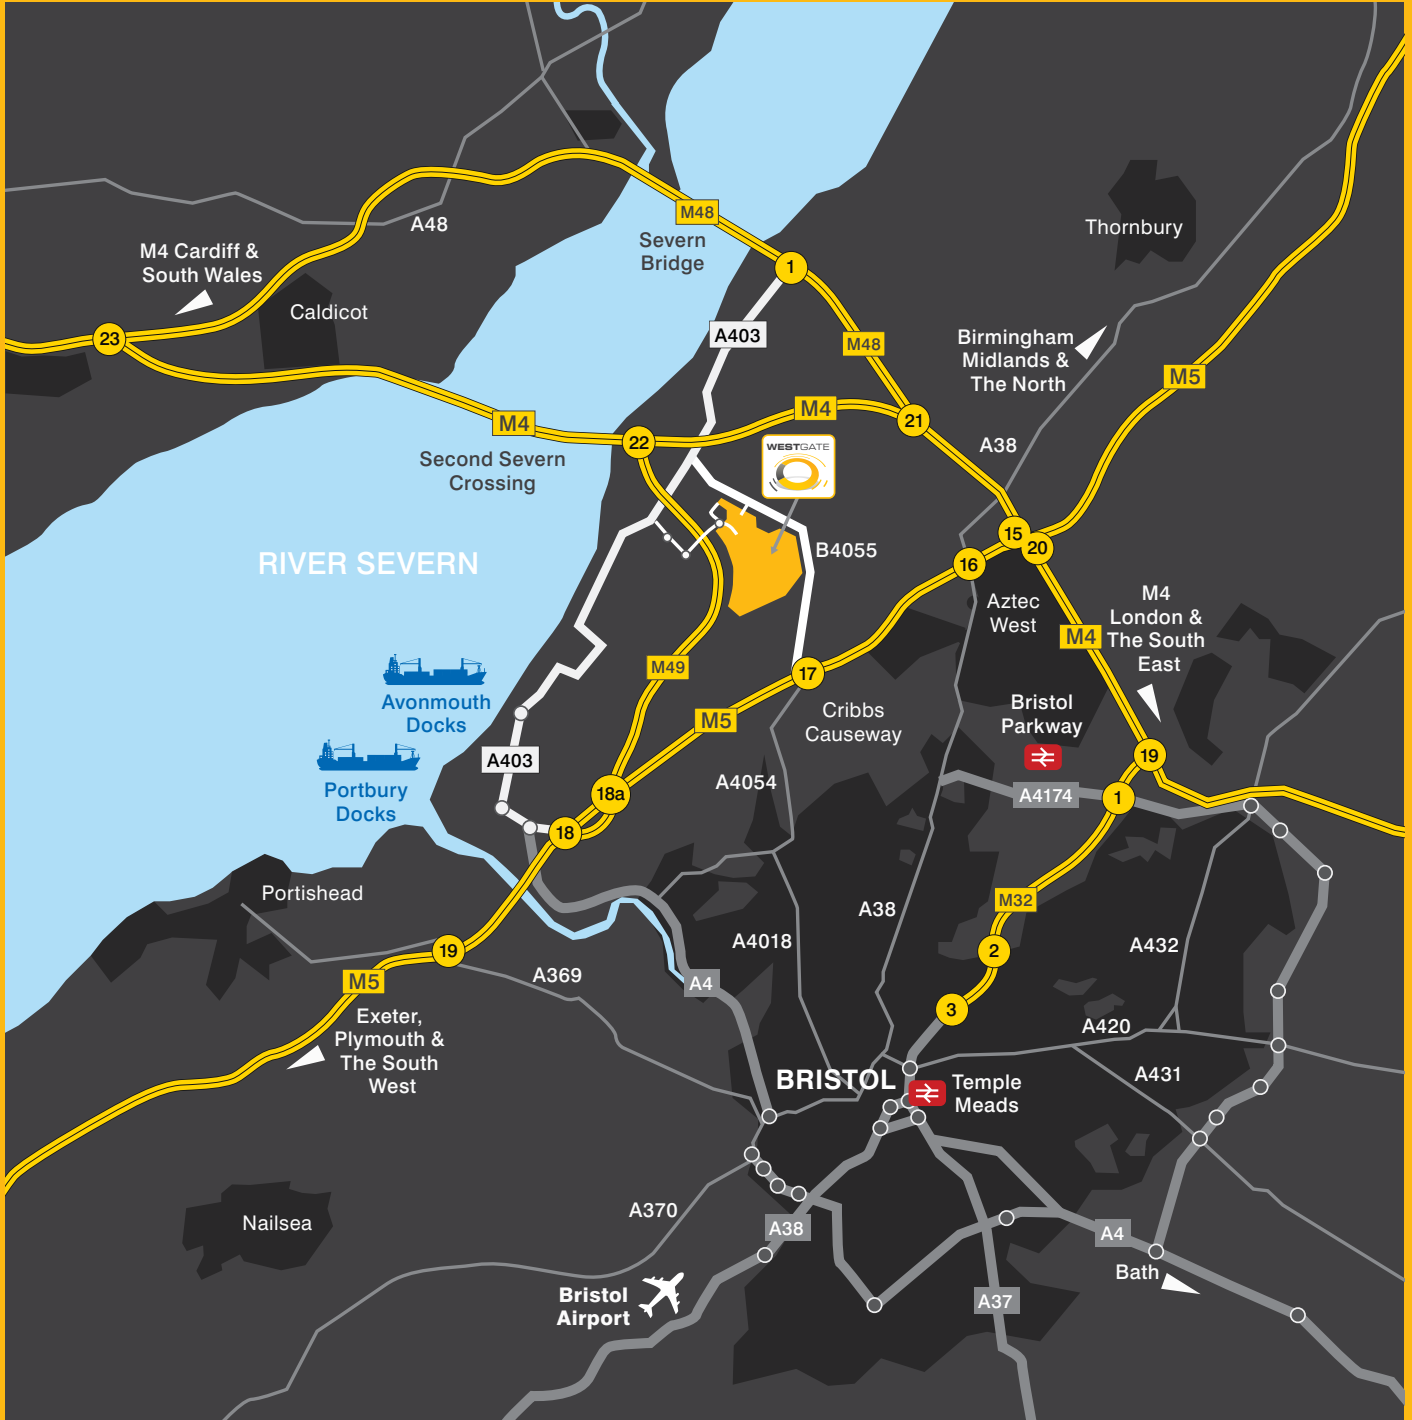 M48
A48
Severn
Bridge
Thornbury
M4 Cardiff &
South Wales
1
Caldicot
23
A403
M48
Birmingham
Midlands &
The North
M5
M4
M4
21
22
A38
WESTGATE
Second Severn
Crossing
15
20
B4055
RIVER SEVERN
16
Aztec
West
M4
London &
The South
East
M4
M49
17
Avonmouth
Docks
Bristol
Parkway
M5
Cribbs
Causeway
A403
19
A4054
Portbury
Docks
18a
A4174
1
18
Portishead
M32
A38
A4018
A432
19
2
A369
M5
A4
3
Exeter,
Plymouth &
The South
West
A420
BRISTOL
Temple
Meads
A431
A370
Nailsea
A38
A4
Bath
Bristol
Airport
A37